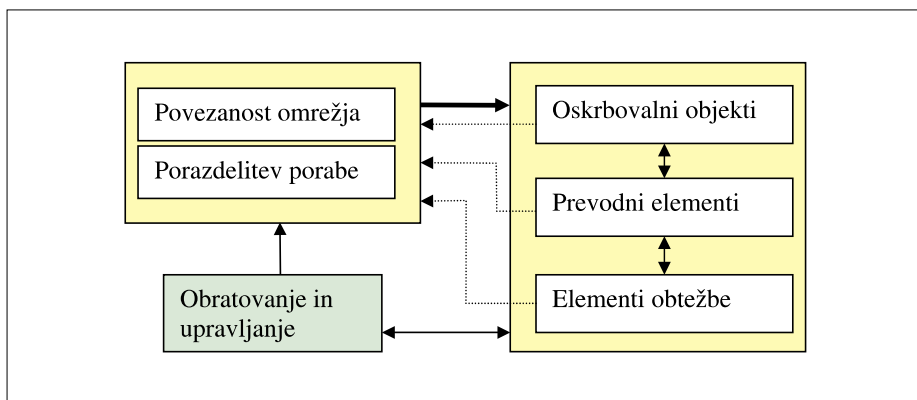 Povezanost omrežja
Porazdelitev porabe
Obratovanje in
upravljanje
Oskrbovalni objekti
Prevodni elementi
Elementi obtežbe